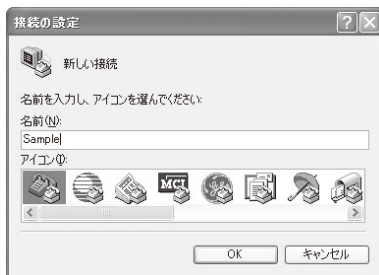 接続の設定
新しい接続
名前を入力し、アイコンを選んでください:
名前(N):
Sample
アイコン(I):
MCI
OK
キャンセル